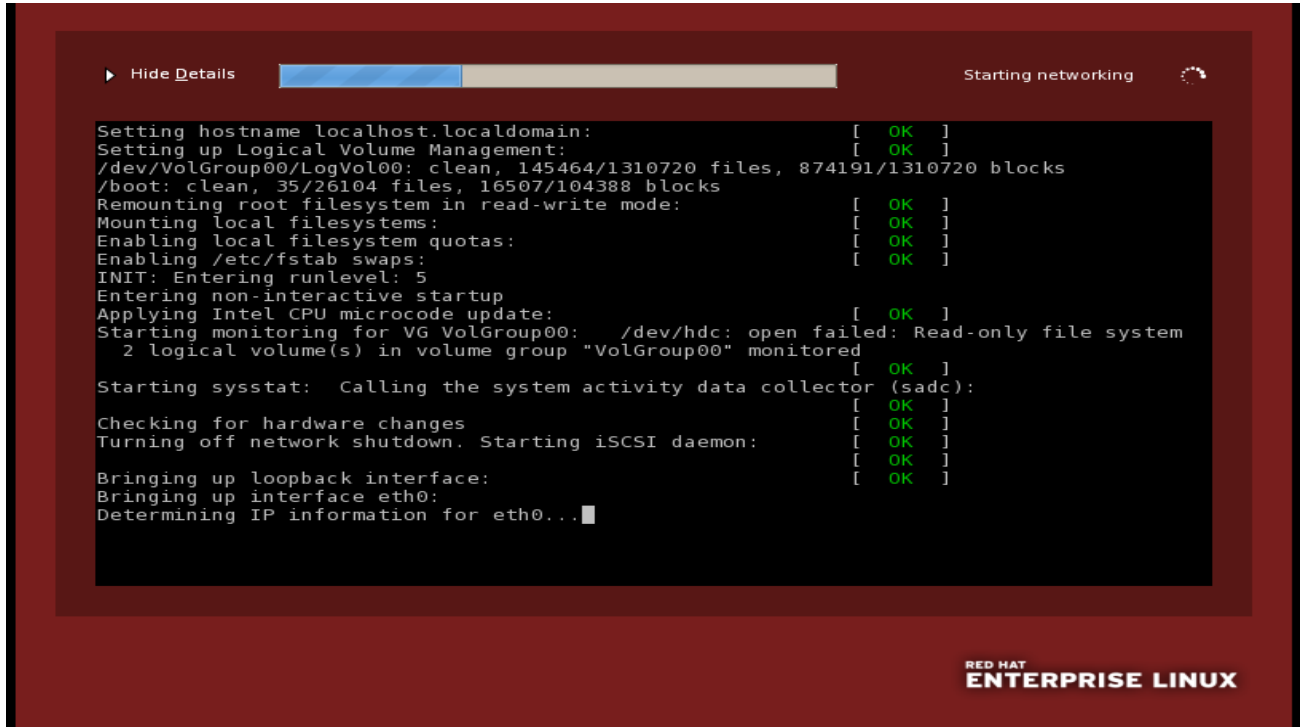 Hide Details
Starting networking
Setting hostname localhost.localdomain: [ OK ]
Setting up Logical Volume Management: [ OK ]
/dev/VolGroup00/LogVol00: clean, 145464/1310720 files, 874191/1310720 blocks
/boot: clean, 35/26104 files, 16507/104388 blocks
Remounting root filesystem in read-write mode: [ OK ]
Mounting local filesystems: [ OK ]
Enabling local filesystem quotas: [ OK ]
Enabling /etc/fstab swaps: [ OK ]
INIT: Entering runlevel: 5
Entering non-interactive startup
Applying Intel CPU microcode update: [ OK ]
Starting monitoring for VG VolGroup00: /dev/hdc: open failed: Read-only file system
2 logical volume(s) in volume group "VolGroup00" monitored
[ OK ]
Starting sysstat: Calling the system activity data collector (sadc):
[ OK ]
Checking for hardware changes [ OK ]
Turning off network shutdown. Starting iSCSI daemon: [ OK ]
[ OK ]
Bringing up loopback interface: [ OK ]
Bringing up interface eth0:
Determining IP information for eth0...
RED HAT
ENTERPRISE LINUX